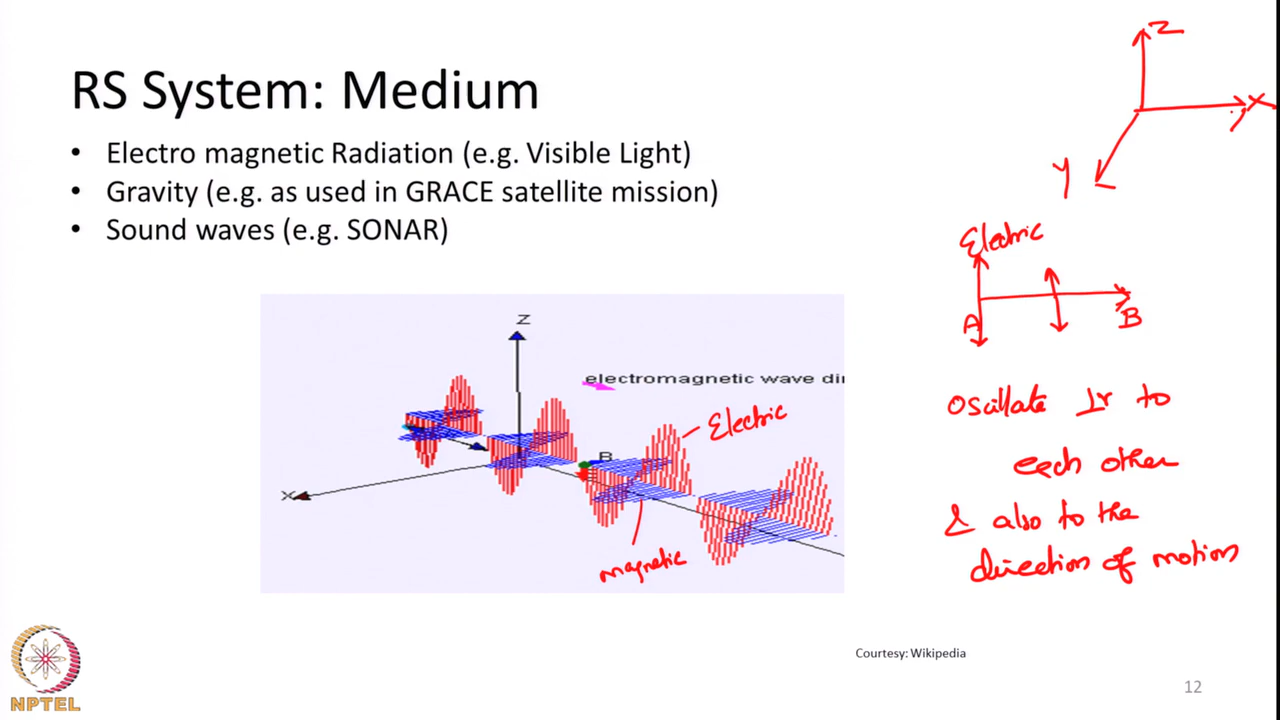 RS System: Medium
• Electro magnetic Radiation (e.g. Visible Light)
• Gravity (e.g. as used in GRACE satellite mission)
• Sound waves (e.g. SONAR)
Z
X
Y
Electric
A
B
Oscillate ⊥r to
each other
& also to the
direction of motion
Z
electromagnetic wave dir
Electric
B
X
magnetic
Courtesy: Wikipedia
NPTEL
12